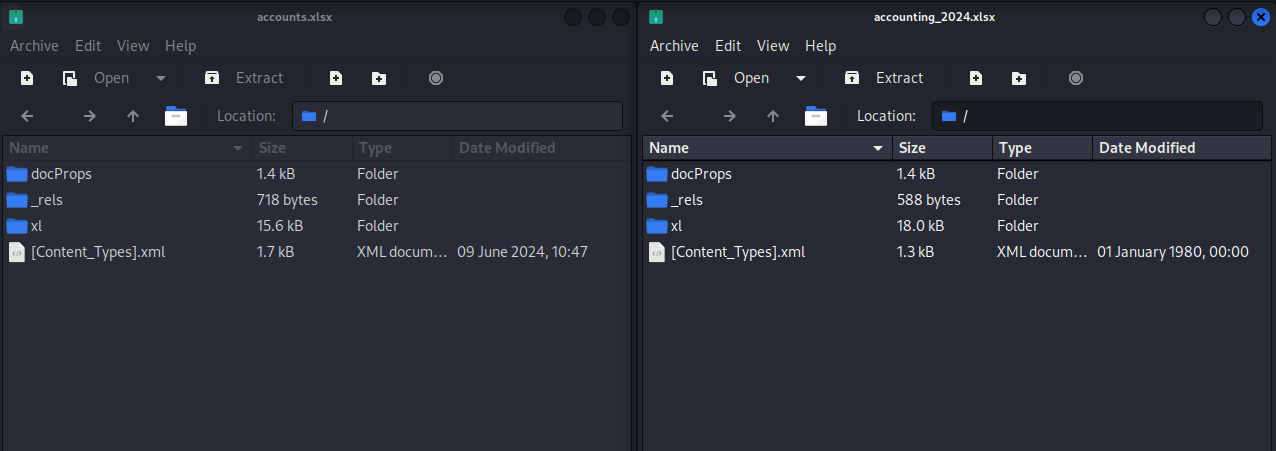 accounts.xlsx
Archive Edit View Help
Open Extract
Location: /
Name Size Type Date Modified
docProps 1.4 kB Folder
_rels 718 bytes Folder
xl 15.6 kB Folder
[Content_Types].xml 1.7 kB XML docum... 09 June 2024, 10:47
accounting_2024.xlsx
Archive Edit View Help
Open Extract
Location: /
Name Size Type Date Modified
docProps 1.4 kB Folder
_rels 588 bytes Folder
xl 18.0 kB Folder
[Content_Types].xml 1.3 kB XML docum... 01 January 1980, 00:00